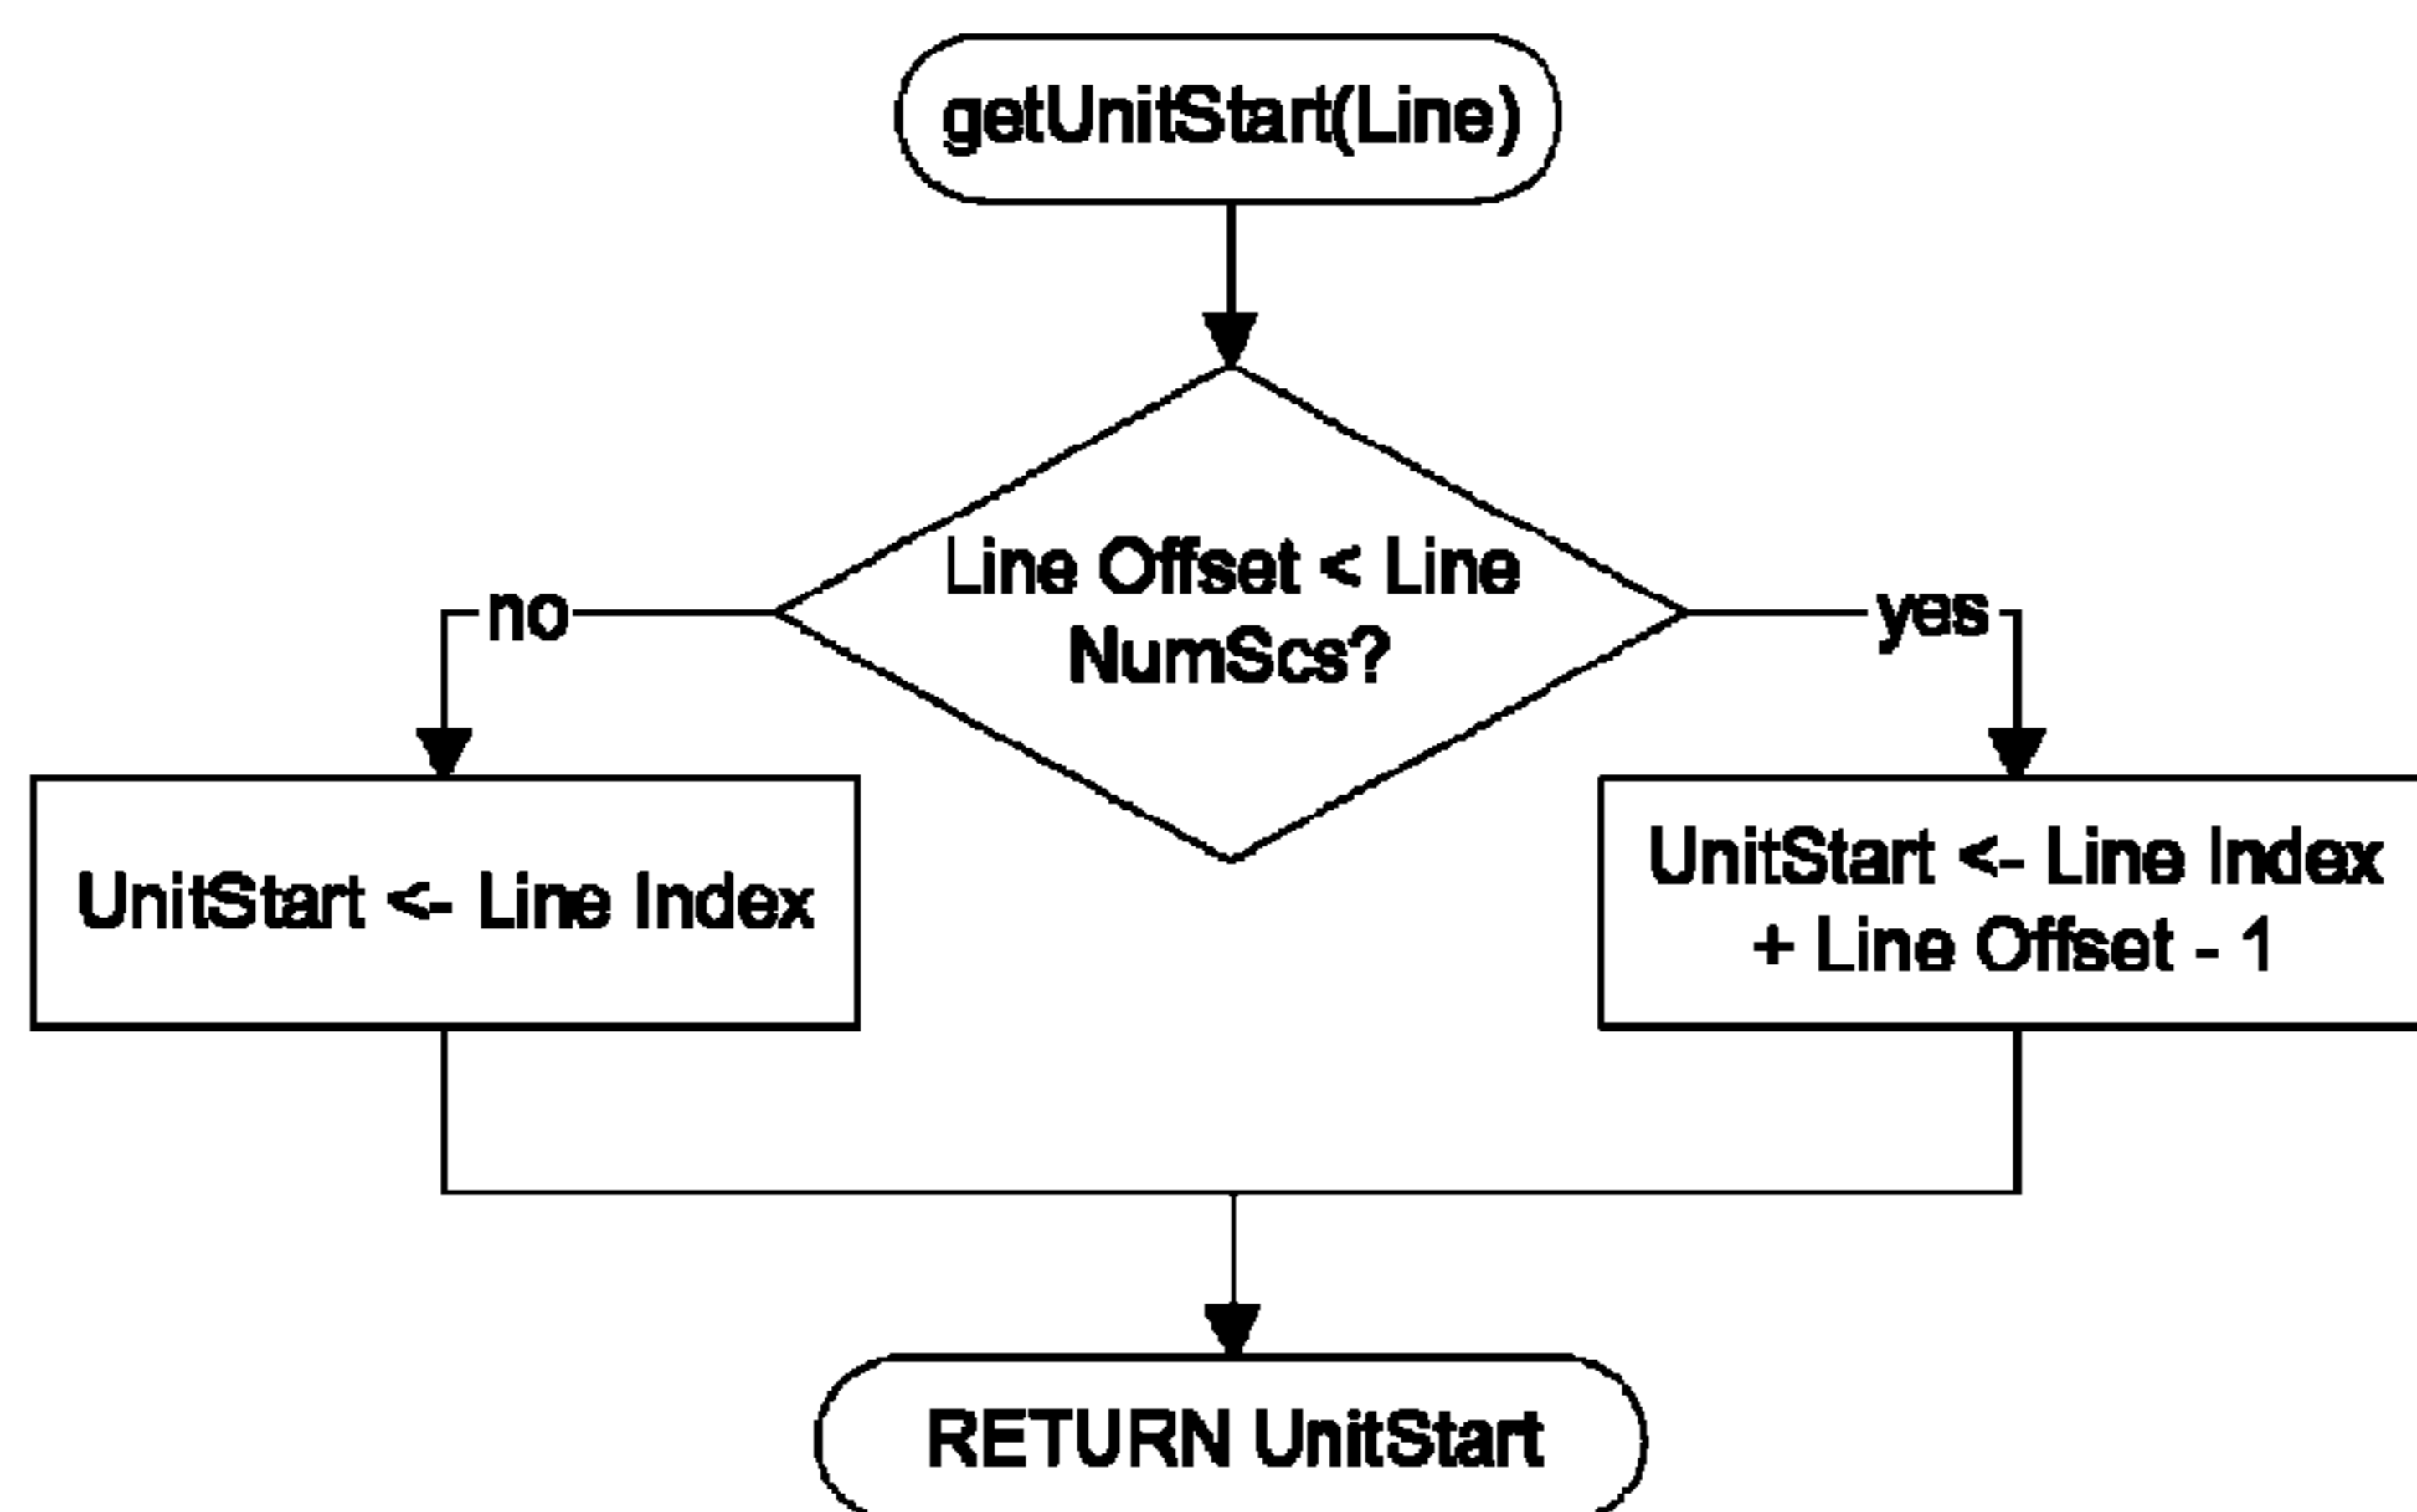 getUnitStart(Line)
Line Offset < Line
NumScs?
no
yes
UnitStart <- Line Index
UnitStart <- Line Index
+ Line Offset - 1
RETURN UnitStart